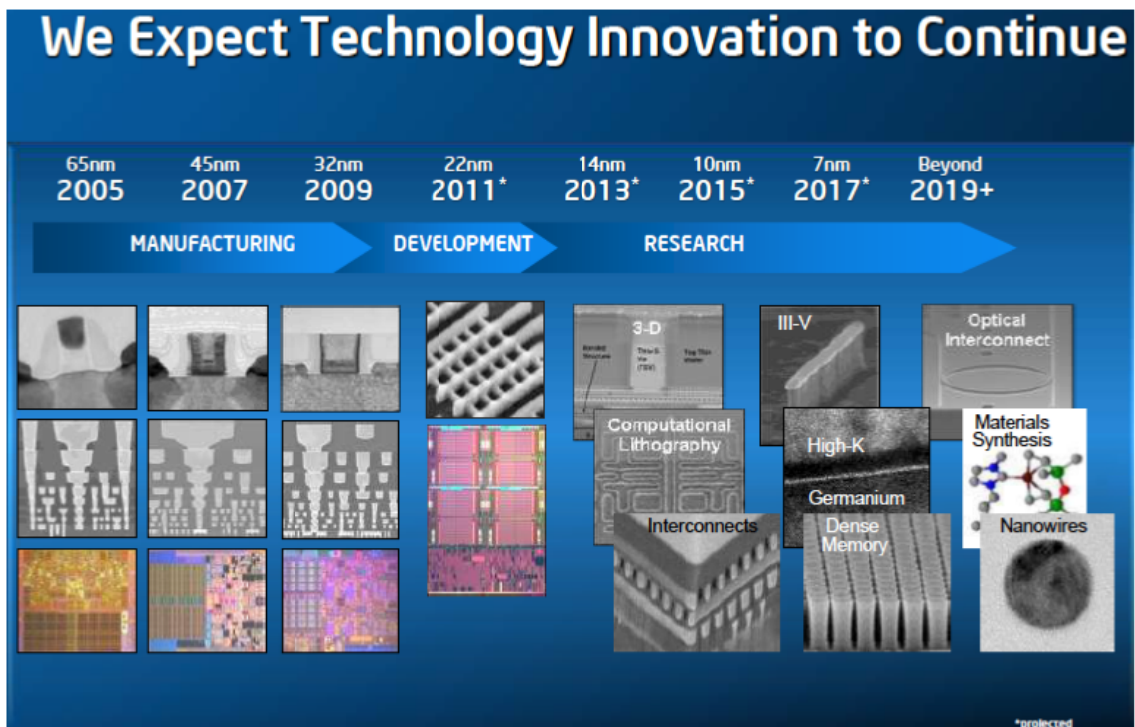 We Expect Technology Innovation to Continue
65nm 45nm 32nm 22nm 14nm 10nm 7nm Beyond
2005 2007 2009 2011* 2013* 2015* 2017* 2019+
MANUFACTURING DEVELOPMENT RESEARCH
3-D
III-V
Optical
Interconnect
Computational
Lithography
High-K
Germanium
Materials
Synthesis
Interconnects
Dense
Memory
Nanowires
*projected